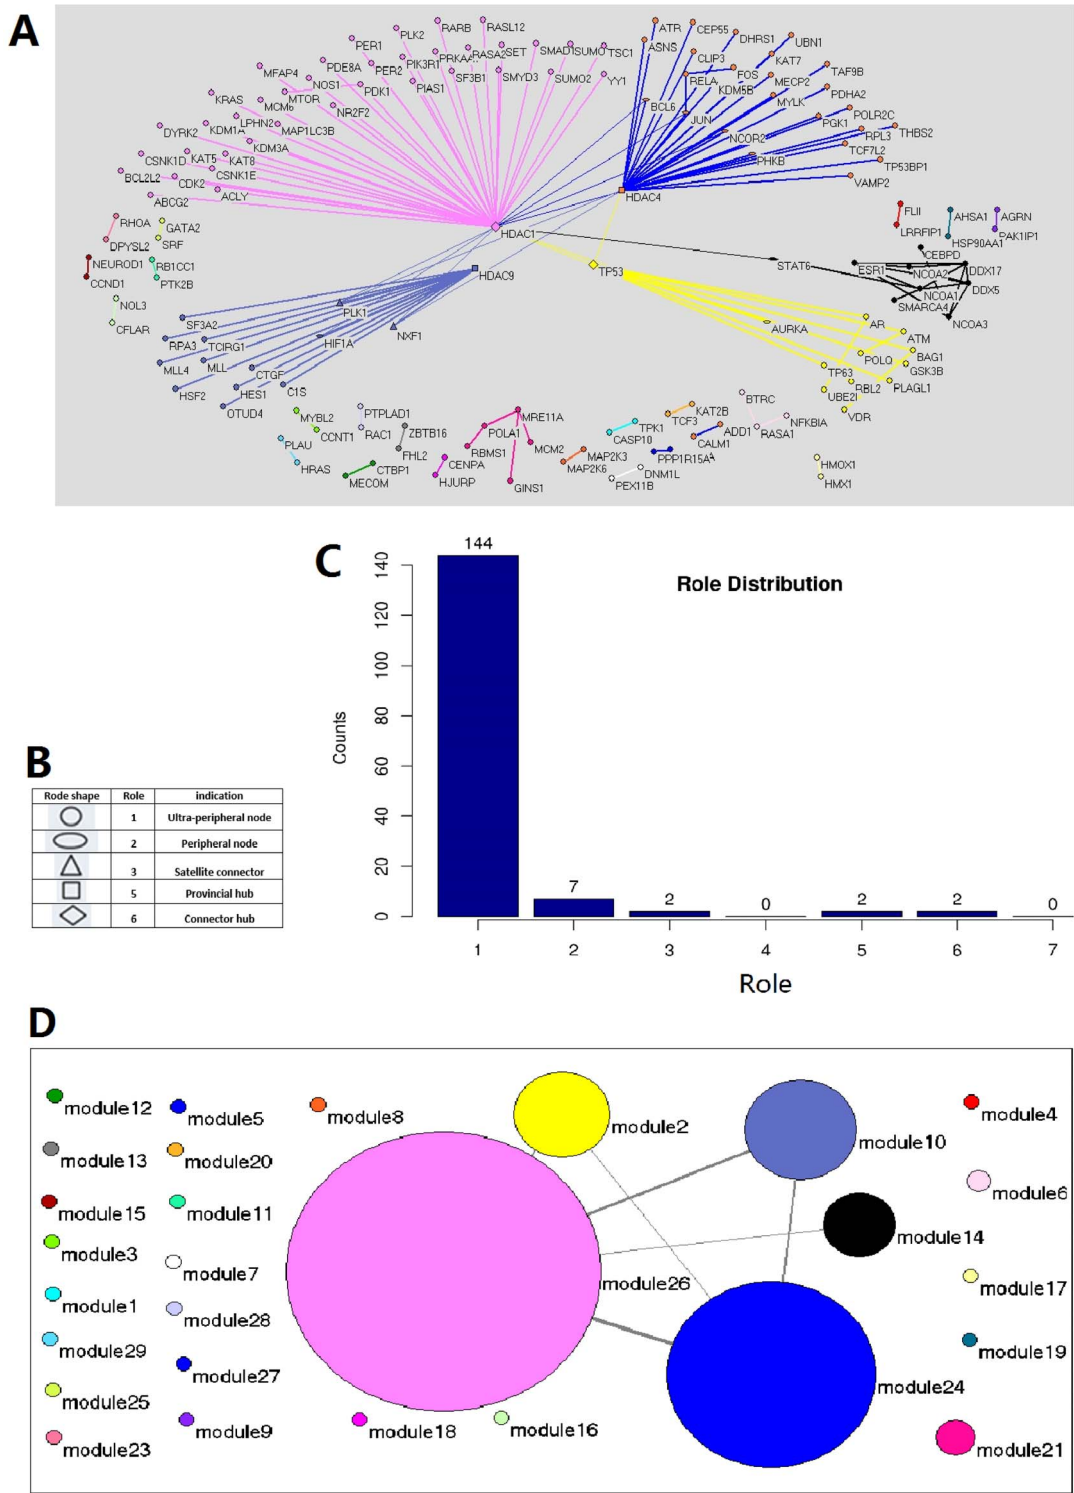 A
RARB
RASL12
ATR
CEP55
PLK2
DHRS1
UBN1
PER1
PRKAA
RASA2
SET
SMAD1
SUMO
TSC1
ASNS
CLIP3
KAT7
PDE8A
PER2
PIK3R1
SF3B1
SMYD3
SUMO2
YY1
RELA
FOS
MECP2
TAF9B
MFAP4
NOS1
PDK1
PIAS1
KDM5B
PDHA2
KRAS
MCM6
MTOR
NR2F2
BCL6
MYLK
POLR2C
LPHN2
JUN
PGK1
DYRK2
KDM1A
MAP1LC3B
NCOR2
RPL3
THBS2
KDM3A
TCF7L2
CSNK1D
KAT5
KAT8
PHKB
TP53BP1
BCL2L2
CDK2
CSNK1E
VAMP2
ABCG2
ACLY
HDAC4
RHOA
GATA2
HDAC1
FLII
AHSA1
AGRN
DPYSL2
SRF
LRRFIP1
HSP90AA1
PAK1IP1
NEUROD1
RB1CC1
HDAC9
TP53
STAT6
CEBPD
ESR1
NCOA2
DDX17
CCND1
PTK2B
DDX5
NOL3
PLK1
NCOA1
SMARCA4
CFLAR
SF3A2
NXF1
AURKA
AR
NCOA3
RPA3
TCIRG1
HIF1A
ATM
MLL4
MLL
CTGF
POLQ
BAG1
GSK3B
HSF2
HES1
C1S
TP63
RBL2
PLAGL1
OTUD4
UBE2I
VDR
MYBL2
PTPLAD1
MRE11A
KAT2B
BTRC
CCNT1
RAC1
ZBTB16
POLA1
TPK1
TCF3
ADD1
NFKBIA
PLAU
FHL2
RBMS1
MCM2
CASP10
CALM1
RASA1
HRAS
CTBP1
CENPA
MAP2K3
PPP1R15A
HMOX1
MECOM
HJURP
GINS1
MAP2K6
DNM1L
PEX11B
HMX1
C
144
Role Distribution
140
120
100
80
60
40
20
0
Counts
7
2
0
2
2
0
1
2
3
4
5
6
7
Role
B
Rode shape Role indication
1 Ultra-peripheral node
2 Peripheral node
3 Satellite connector
5 Provincial hub
6 Connector hub
D
module12
module5
module8
module2
module10
module4
module13
module20
module6
module15
module11
module14
module3
module7
module26
module17
module1
module28
module29
module27
module19
module25
module24
module23
module9
module18
module16
module21